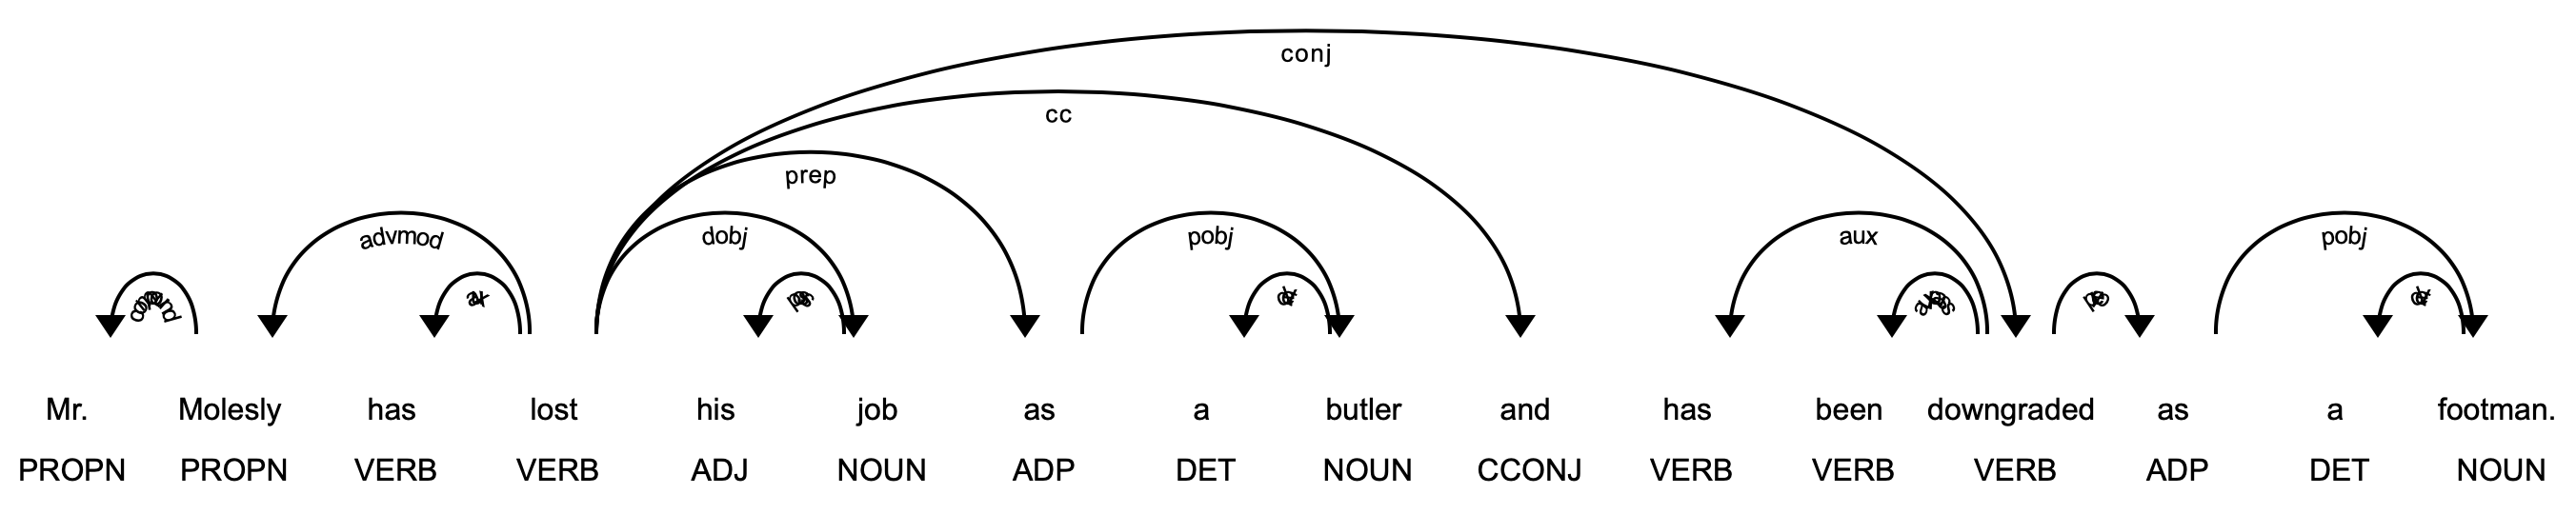 conj
cc
prep
advmod dobj pobj aux pobj
compound aux poss det auxpass prep det
Mr. Molesly has lost his job as a butler and has been downgraded as a footman.
PROPN PROPN VERB VERB ADJ NOUN ADP DET NOUN CCONJ VERB VERB VERB ADP DET NOUN